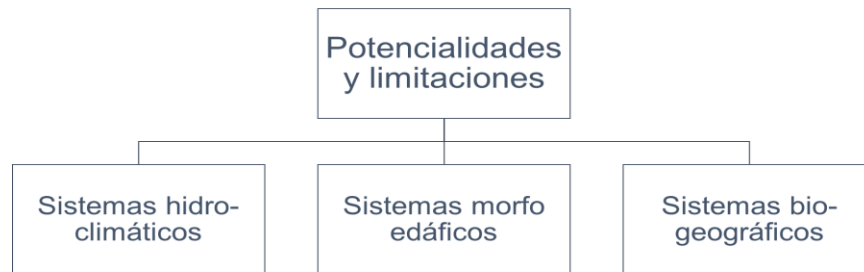 Potencialidades
y limitaciones
Sistemas hidro-
climáticos
Sistemas morfo
edáficos
Sistemas bio-
geográficos